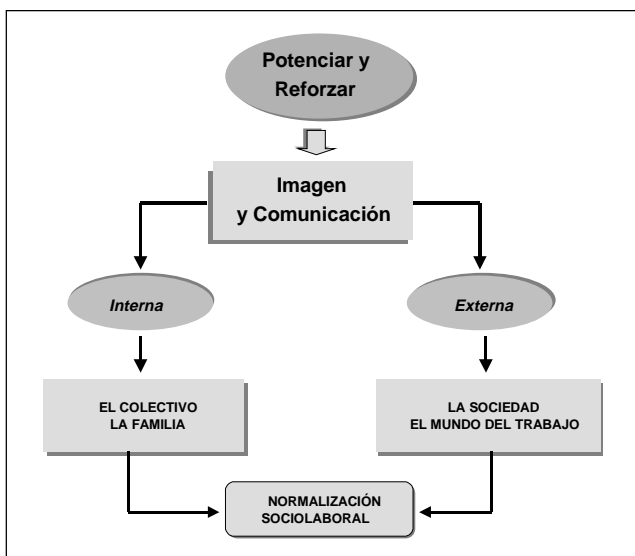 Potenciar y
Reforzar
Imagen
y Comunicación
Interna
Externa
EL COLECTIVO
LA FAMILIA
LA SOCIEDAD
EL MUNDO DEL TRABAJO
NORMALIZACIÓN
SOCIOLABORAL